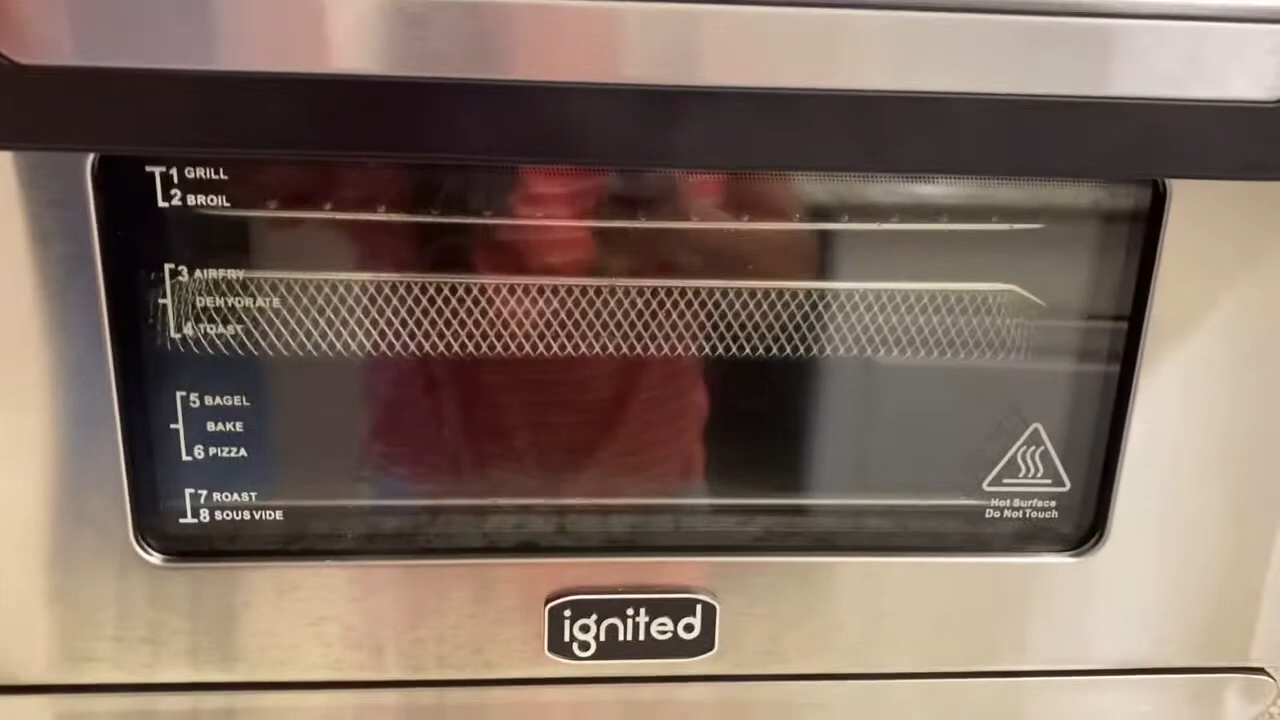 1 GRILL
2 BROIL
3 AIRFRY
DEHYDRATE
4 TOAST
5 BAGEL
BAKE
6 PIZZA
7 ROAST
8 SOUS VIDE
Hot Surface
Do Not Touch
ignited